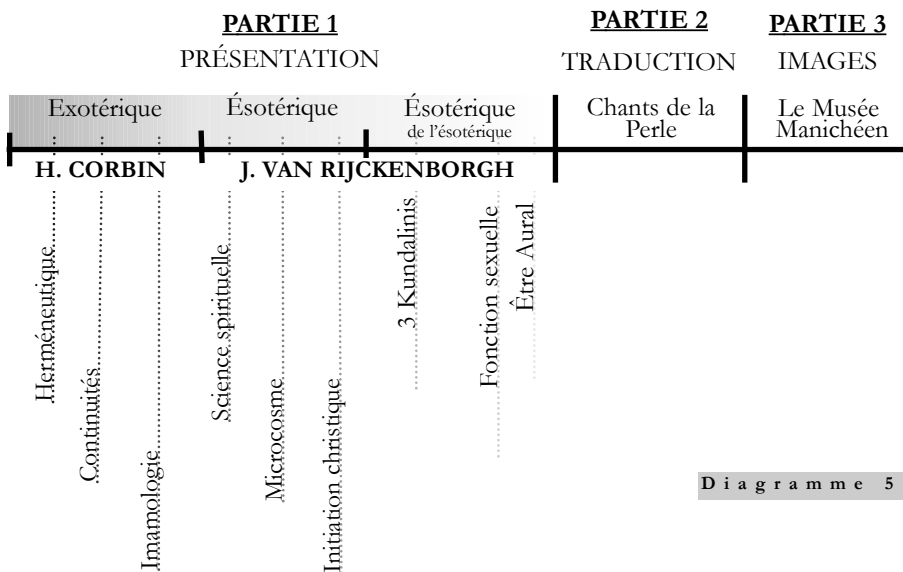 PARTIE 1
PRÉSENTATION
PARTIE 2
TRADUCTION
PARTIE 3
IMAGES
Exotérique
Ésotérique
Ésotérique
de l'ésotérique
Chants de la
Perle
Le Musée
Manichéen
H. CORBIN
J. VAN RIJCKENBORGH
Herméneutique
Continuités
Imamologie
Science spirituelle
Microcosme
Initiation christique
3 Kundalinis
Fonction sexuelle
Être Aural
Diagramme 5